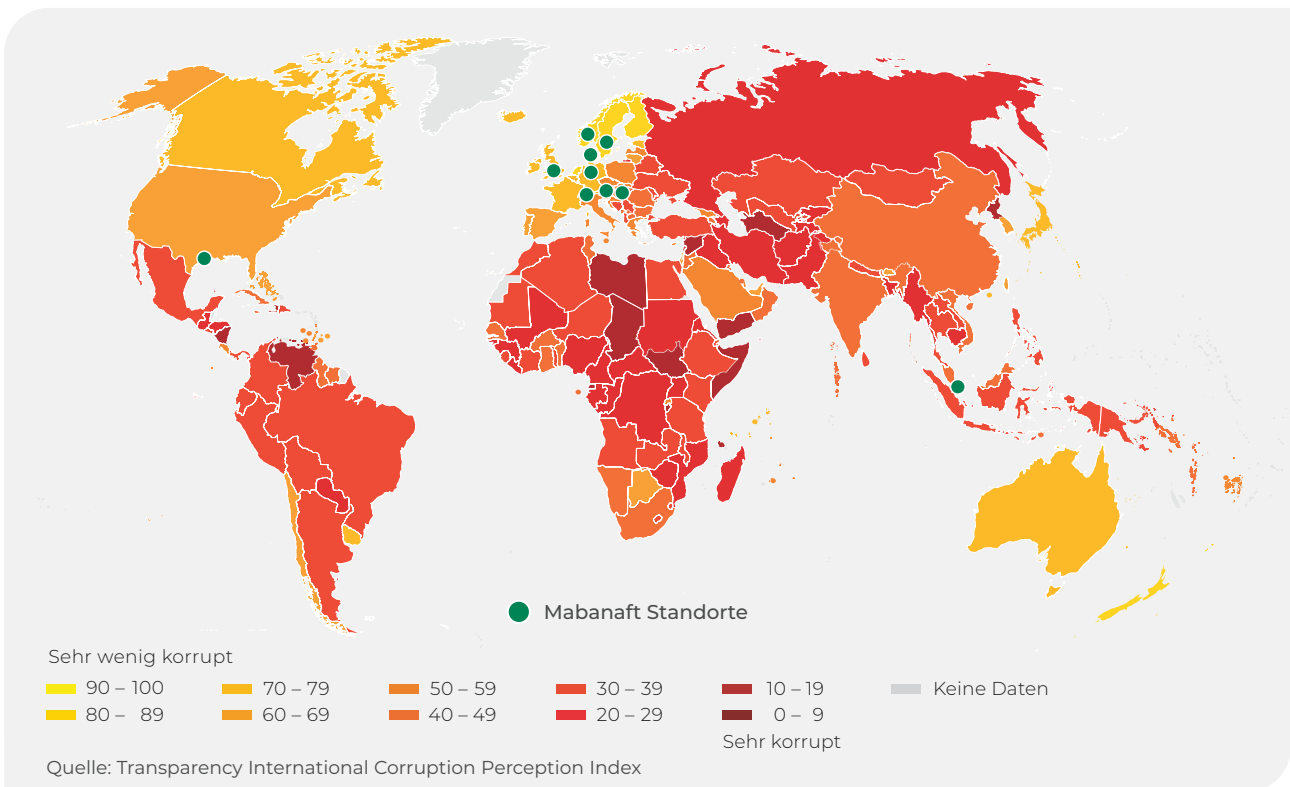 Mabanaft Standorte
Sehr wenig korrupt
90 – 100 70 – 79 50 – 59 30 – 39 10 – 19 Keine Daten
80 – 89 60 – 69 40 – 49 20 – 29 0 – 9
Sehr korrupt
Quelle: Transparency International Corruption Perception Index